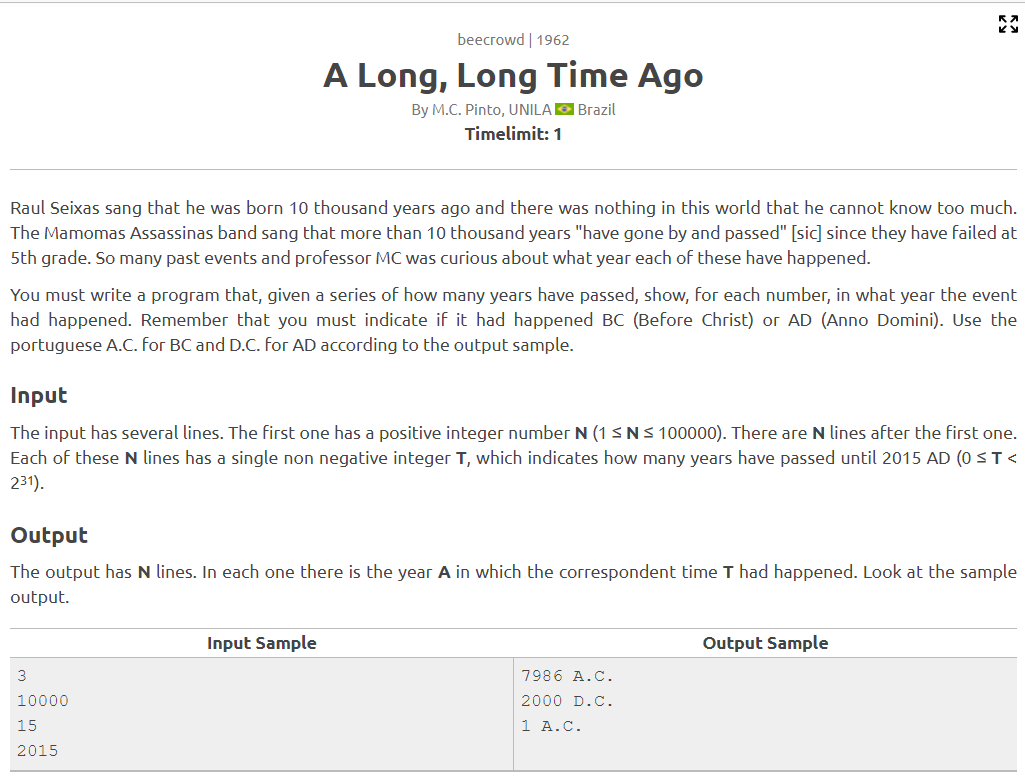 beecrowd | 1962
A Long, Long Time Ago
By M.C. Pinto, UNILA Brazil
Timelimit: 1
Raul Seixas sang that he was born 10 thousand years ago and there was nothing in this world that he cannot know too much.
The Mamomas Assassinas band sang that more than 10 thousand years "have gone by and passed" [sic] since they have failed at
5th grade. So many past events and professor MC was curious about what year each of these have happened.
You must write a program that, given a series of how many years have passed, show, for each number, in what year the event
had happened. Remember that you must indicate if it had happened BC (Before Christ) or AD (Anno Domini). Use the
portuguese A.C. for BC and D.C. for AD according to the output sample.
Input
The input has several lines. The first one has a positive integer number N (1 ≤ N ≤ 100000). There are N lines after the first one.
Each of these N lines has a single non negative integer T, which indicates how many years have passed until 2015 AD (0 ≤ T <
2³¹).
Output
The output has N lines. In each one there is the year A in which the correspondent time T had happened. Look at the sample
output.
Input Sample Output Sample
3 7986 A.C.
10000 2000 D.C.
15 1 A.C.
2015